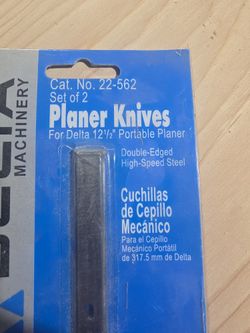 Cat. No. 22-562
Set of 2
Planer Knives
For Delta 12½" Portable Planer
Double-Edged
High-Speed Steel
Cuchillas
de Cepillo
Mecánico
Para el Cepillo
Mecánico Portátil
de 317.5 mm de Delta
DELTA
MACHINERY